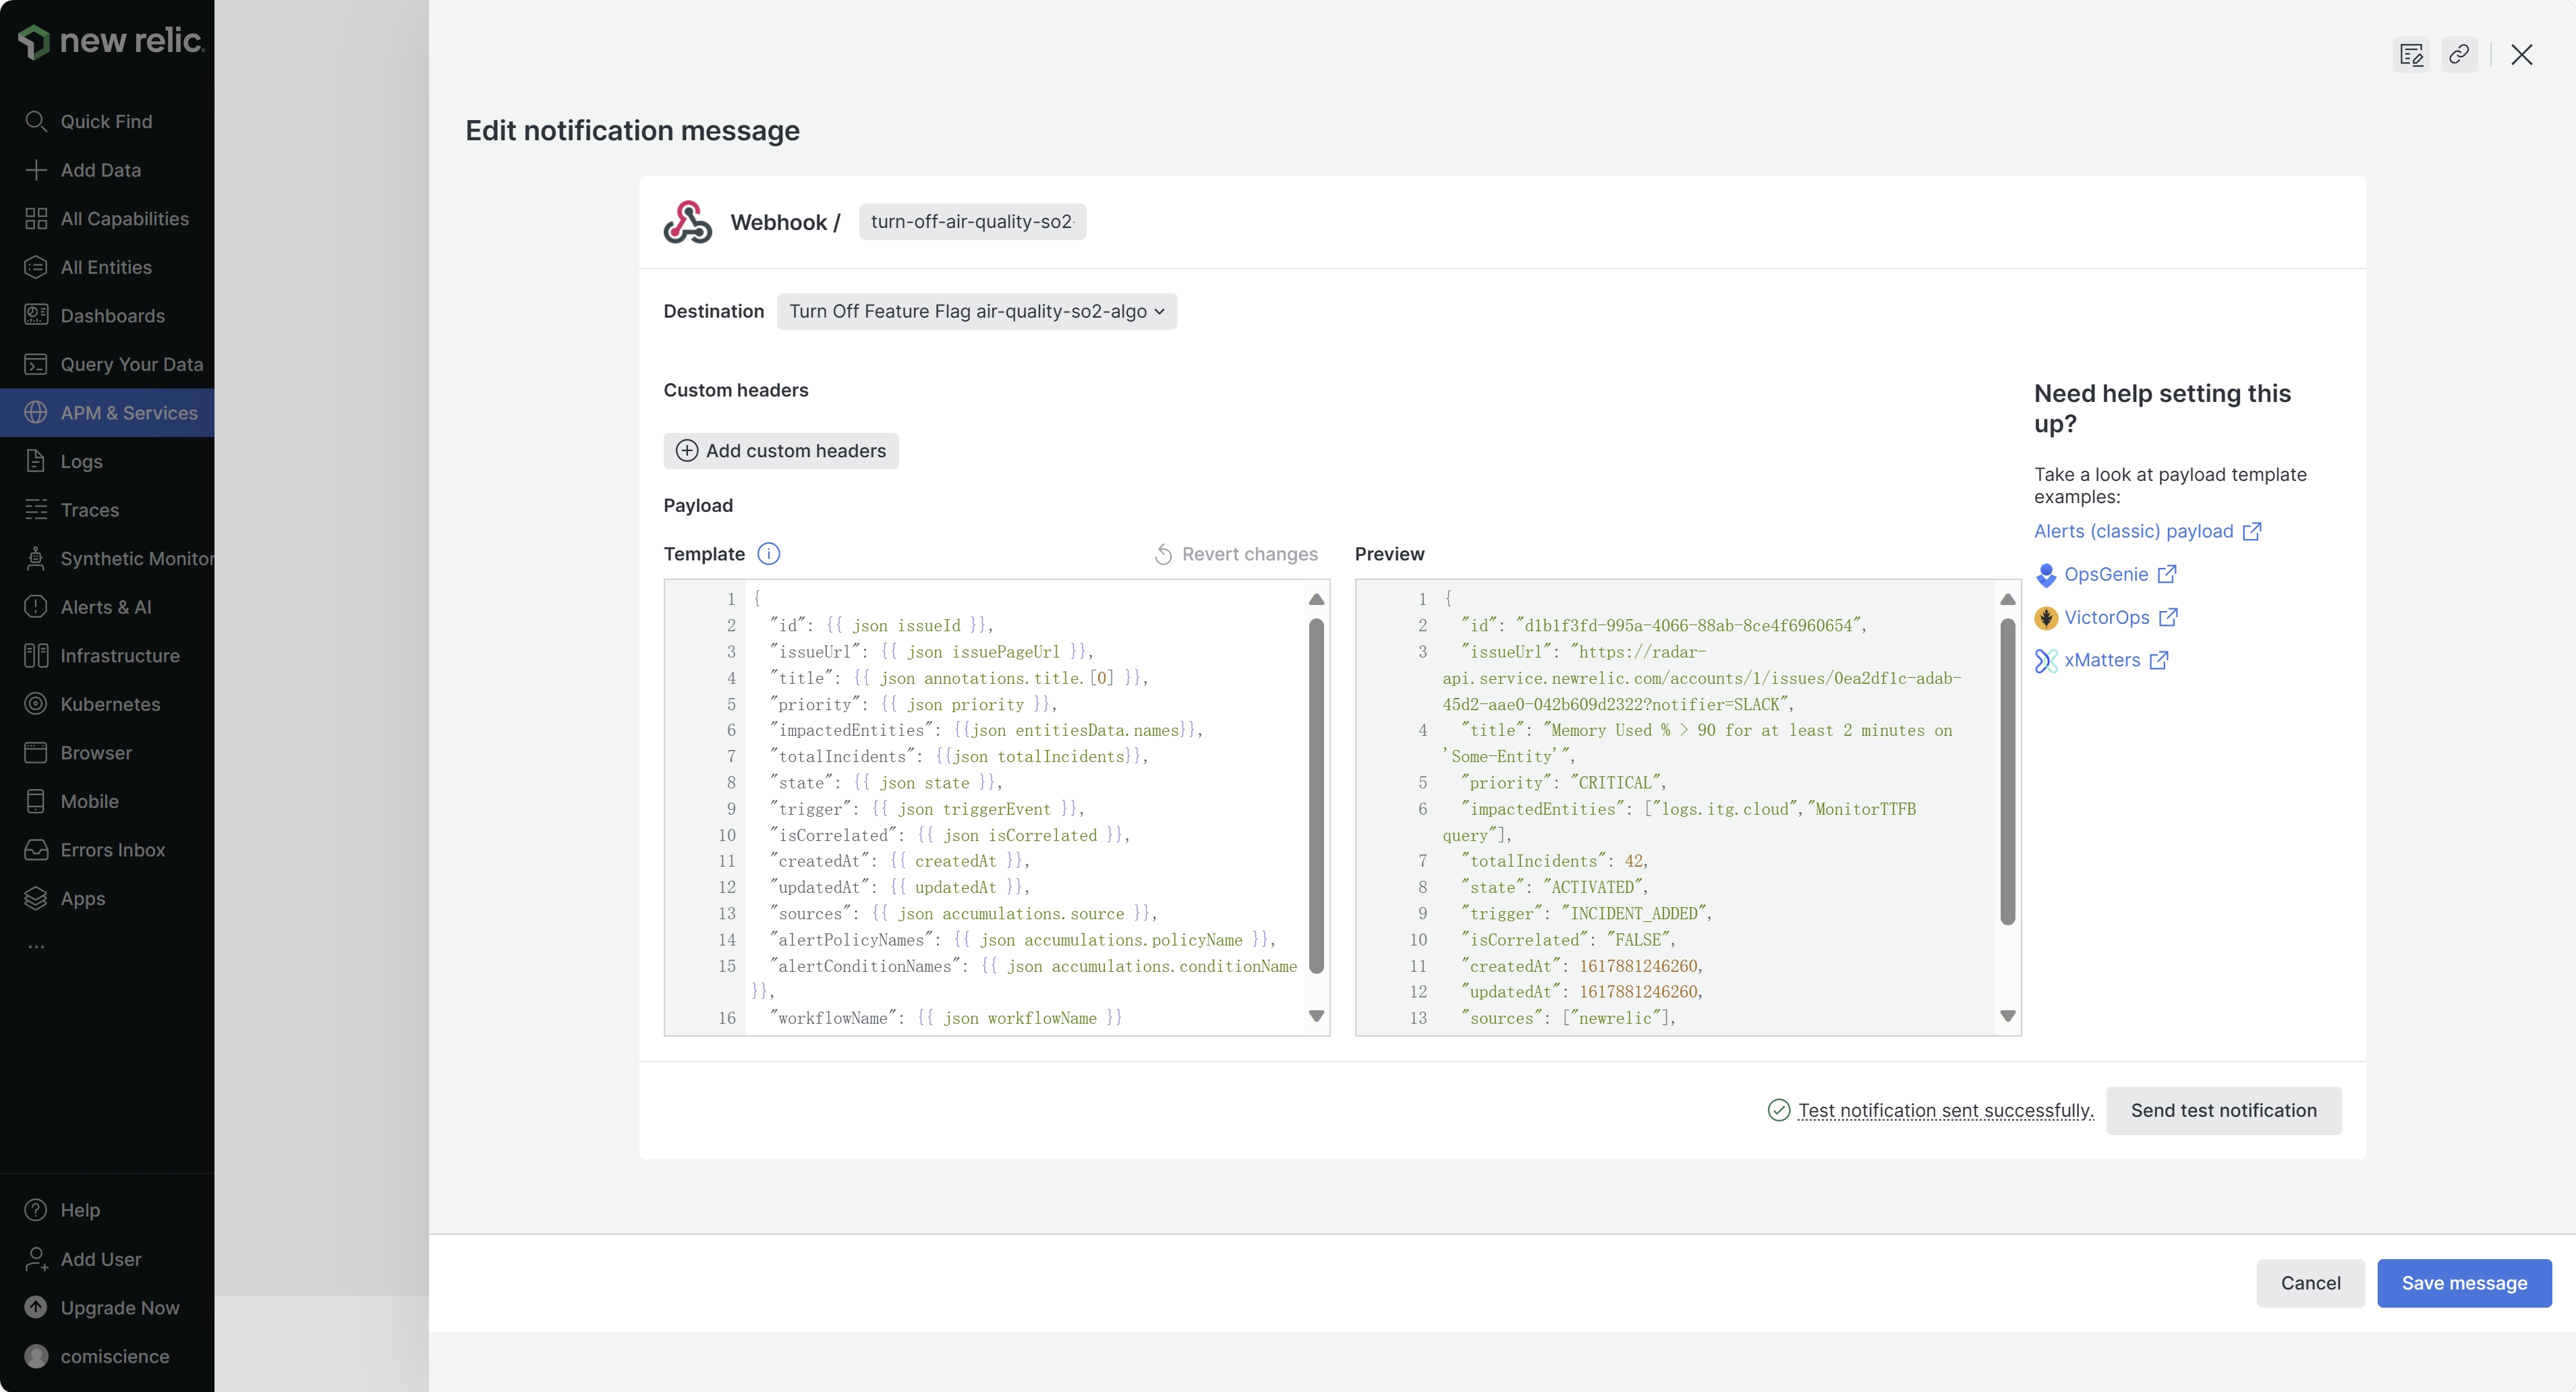 new relic.
Quick Find
Add Data
All Capabilities
All Entities
Dashboards
Query Your Data
APM & Services
Logs
Traces
Synthetic Monitor
Alerts & AI
Infrastructure
Kubernetes
Browser
Mobile
Errors Inbox
Apps
...
Help
Add User
Upgrade Now
comiscience
Edit notification message
Webhook / turn-off-air-quality-so2
Destination Turn Off Feature Flag air-quality-so2-algo
Custom headers
Add custom headers
Payload
Template Revert changes
1 {
2 "id": {{ json issueId }},
3 "issueUrl": {{ json issuePageUrl }},
4 "title": {{ json annotations.title.[0] }},
5 "priority": {{ json priority }},
6 "impactedEntities": {{json entitiesData.names}},
7 "totalIncidents": {{json totalIncidents}},
8 "state": {{ json state }},
9 "trigger": {{ json triggerEvent }},
10 "isCorrelated": {{ json isCorrelated }},
11 "createdAt": {{ createdAt }},
12 "updatedAt": {{ updatedAt }},
13 "sources": {{ json accumulations.source }},
14 "alertPolicyNames": {{ json accumulations.policyName }},
15 "alertConditionNames": {{ json accumulations.conditionName
}},
16 "workflowName": {{ json workflowName }}
Preview
1 {
2 "id": "d1b1f3fd-995a-4066-88ab-8ce4f6960654",
3 "issueUrl": "https://radar-
api.service.newrelic.com/accounts/1/issues/0ea2df1c-adab-
45d2-aae0-042b609d2322?notifier=SLACK",
4 "title": "Memory Used % > 90 for at least 2 minutes on
'Some-Entity'",
5 "priority": "CRITICAL",
6 "impactedEntities": ["logs.itg.cloud","MonitorTTFB
query"],
7 "totalIncidents": 42,
8 "state": "ACTIVATED",
9 "trigger": "INCIDENT_ADDED",
10 "isCorrelated": "FALSE",
11 "createdAt": 1617881246260,
12 "updatedAt": 1617881246260,
13 "sources": ["newrelic"],
Need help setting this
up?
Take a look at payload template
examples:
Alerts (classic) payload
OpsGenie
VictorOps
xMatters
Test notification sent successfully. Send test notification
Cancel Save message